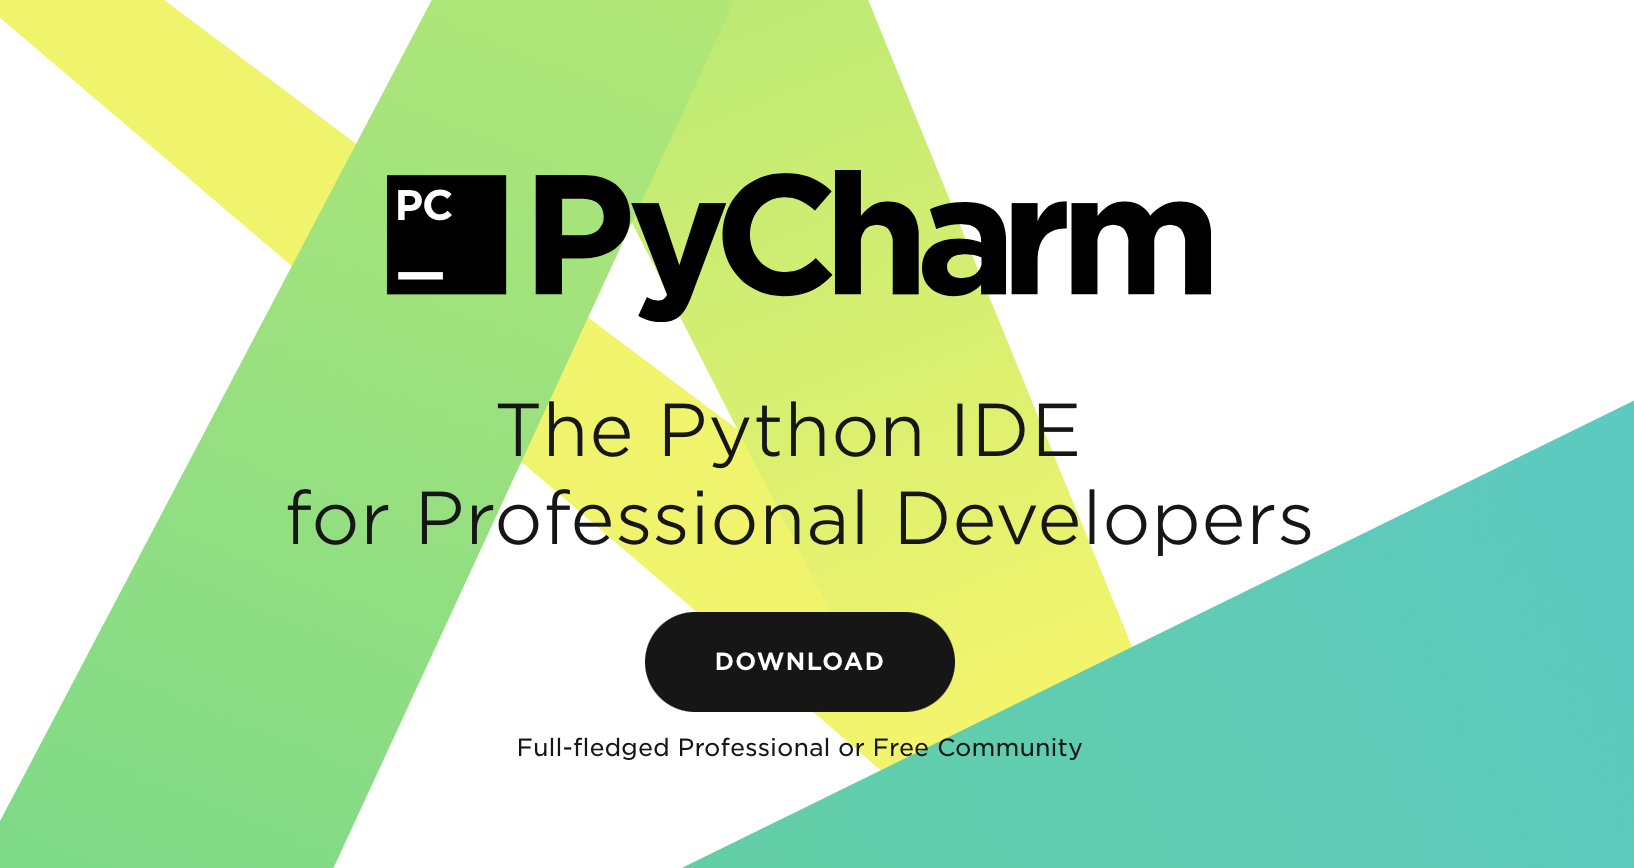 PC
PyCharm
The Python IDE
for Professional Developers
DOWNLOAD
Full-fledged Professional or Free Community